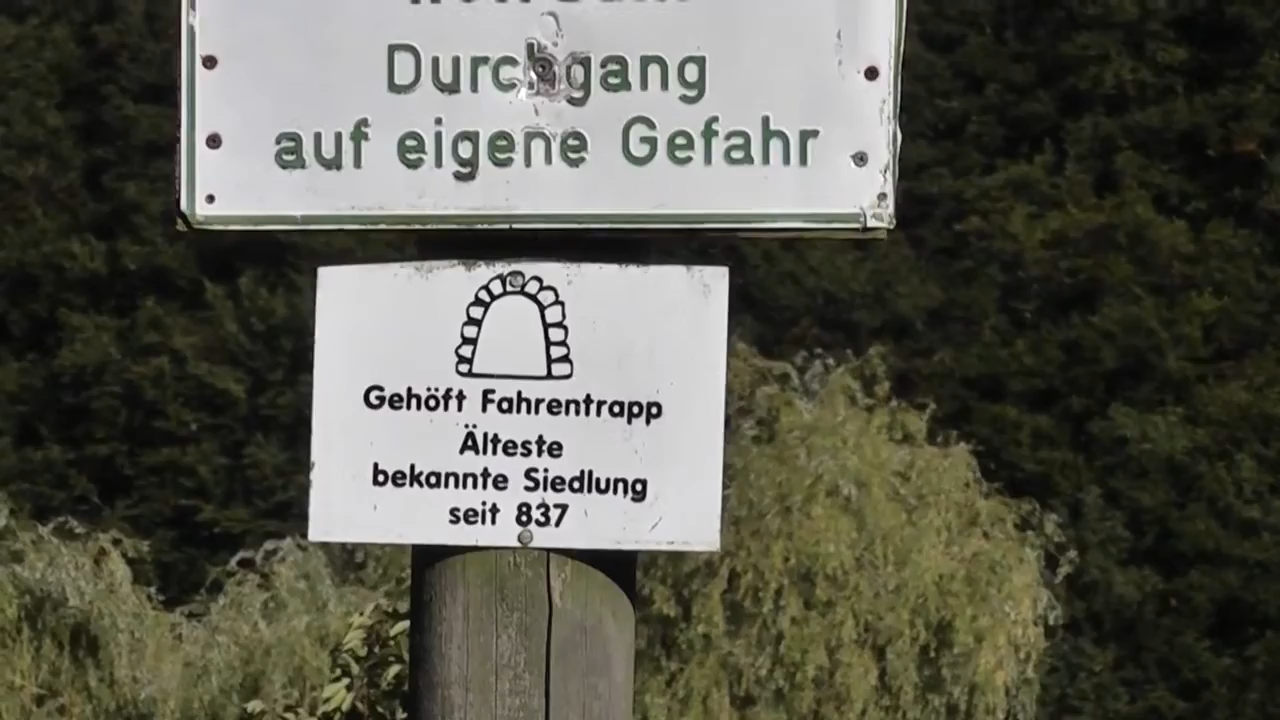 Durchgang
auf eigene Gefahr
Gehöft Fahrentrapp
Älteste
bekannte Siedlung
seit 837